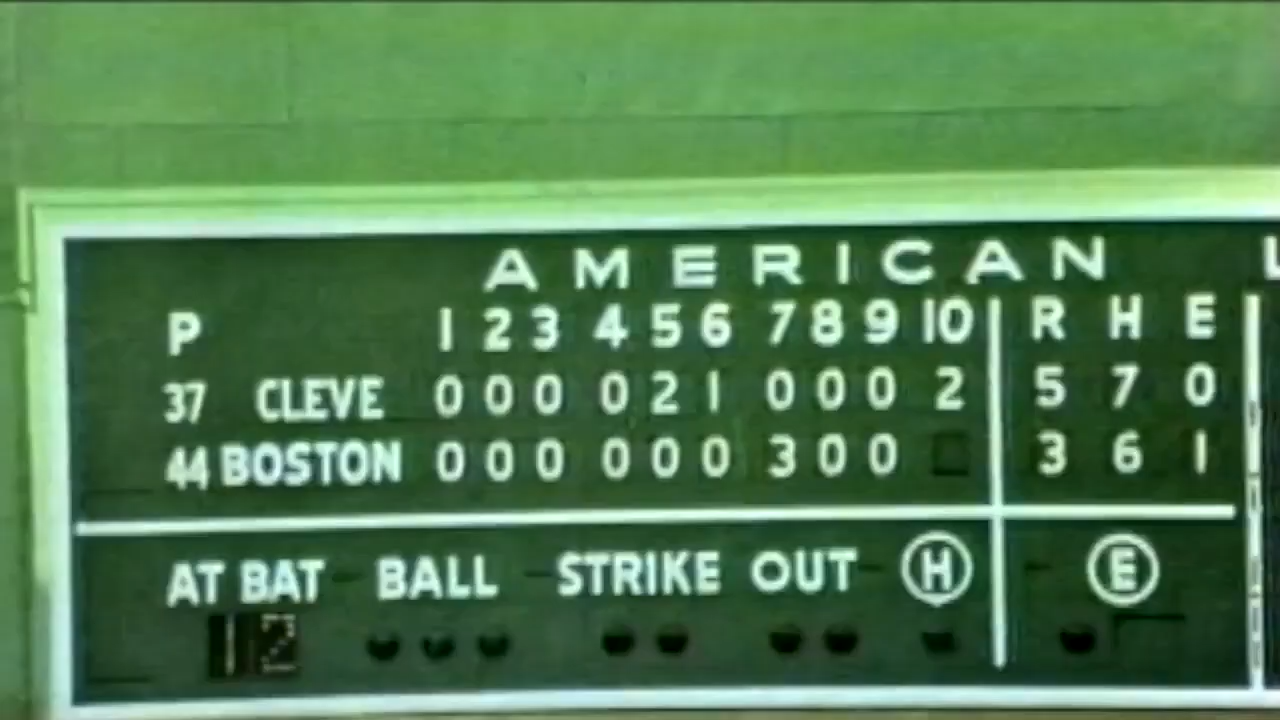 AMERICAN L
P 1 2 3 4 5 6 7 8 9 10 R H E
37 CLEVE 0 0 0 0 2 1 0 0 0 2 5 7 0
44 BOSTON 0 0 0 0 0 0 3 0 0 3 6 1
AT BAT BALL STRIKE OUT H E
12